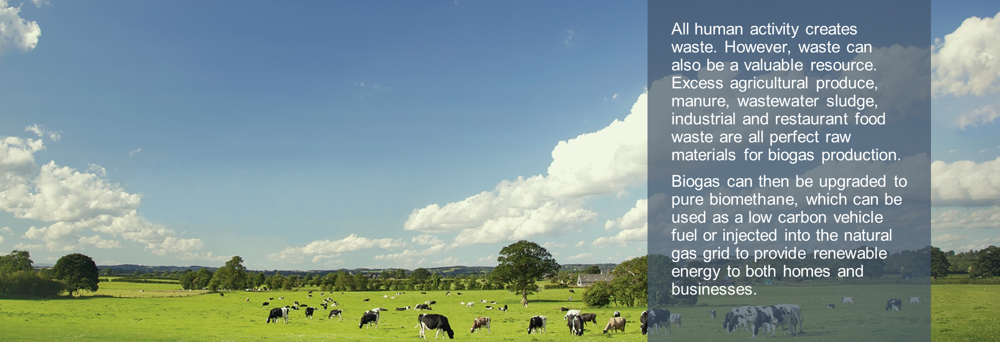 All human activity creates
waste. However, waste can
also be a valuable resource.
Excess agricultural produce,
manure, wastewater sludge,
industrial and restaurant food
waste are all perfect raw
materials for biogas production.
Biogas can then be upgraded to
pure biomethane, which can be
used as a low carbon vehicle
fuel or injected into the natural
gas grid to provide renewable
energy to both homes and
businesses.